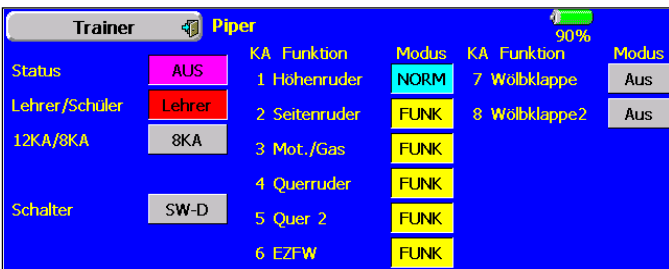 Trainer Piper 90%
KA Funktion Modus KA Funktion Modus
Status AUS 1 Höhenruder NORM 7 Wölbklappe Aus
Lehrer/Schüler Lehrer 2 Seitenruder FUNK 8 Wölbklappe2 Aus
12KA/8KA 8KA 3 Mot./Gas FUNK
4 Querruder FUNK
Schalter SW-D 5 Quer 2 FUNK
6 EZFW FUNK